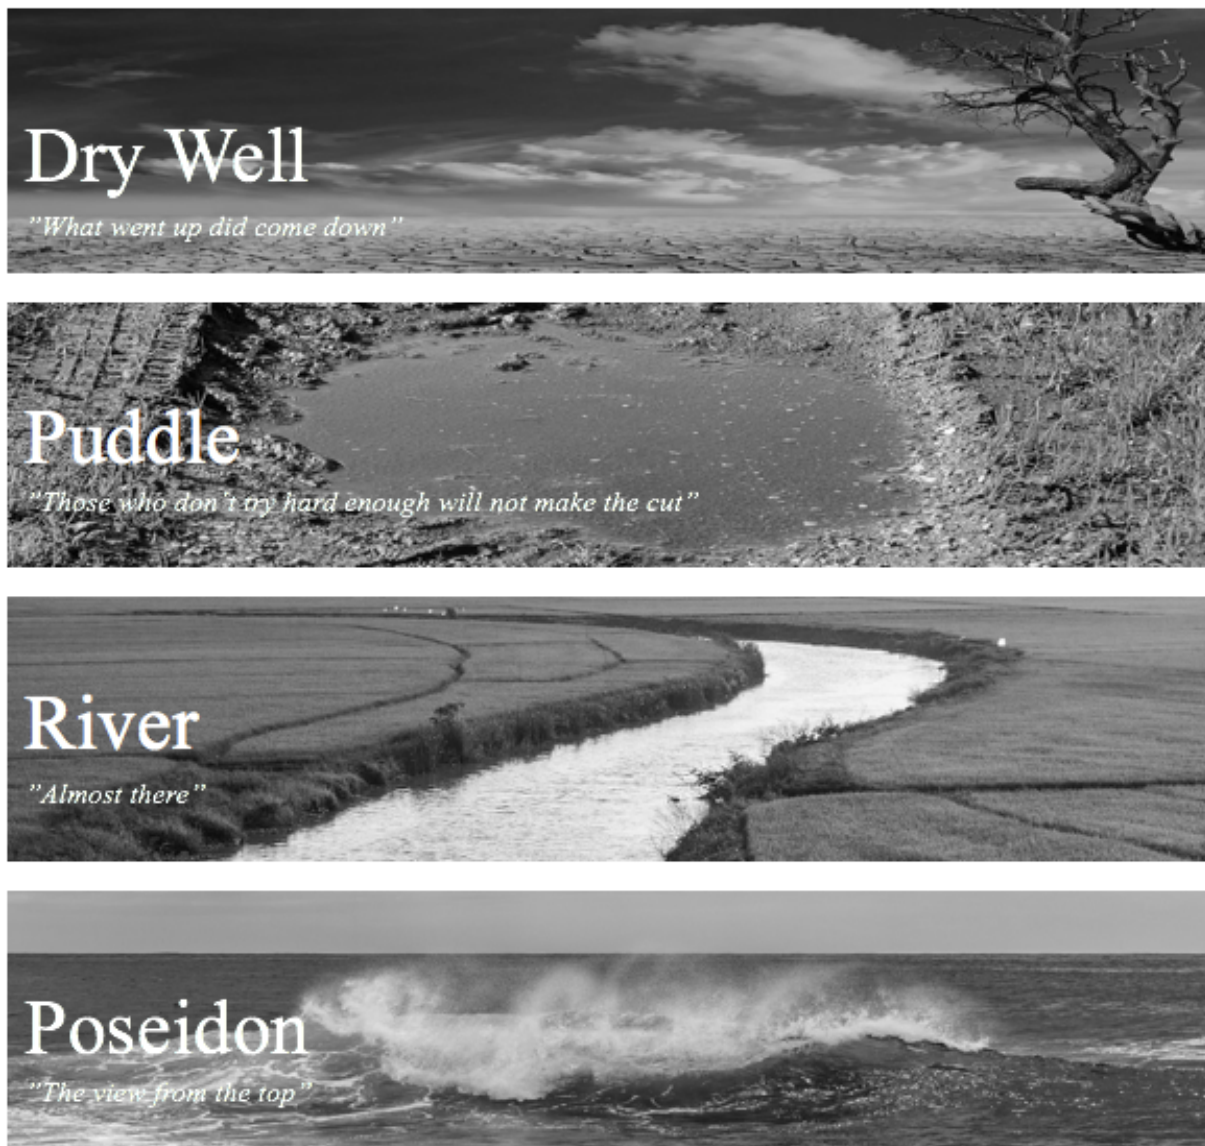 Dry Well
”What went up did come down”
Puddle
”Those who don't try hard enough will not make the cut”
River
”Almost there”
Poseidon
”The view from the top”